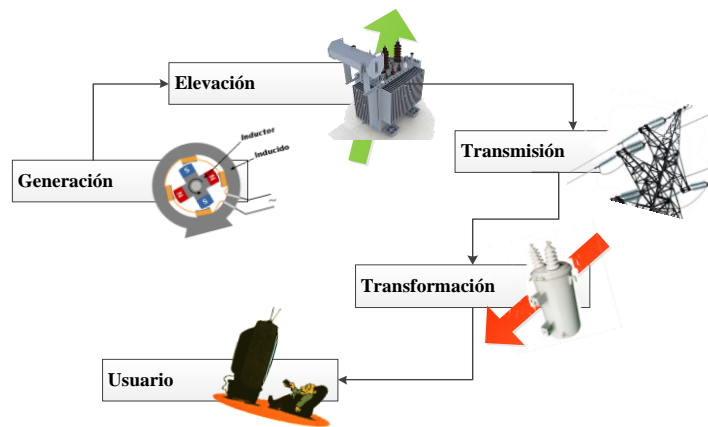 Elevación
Inductor
Inducido
Generación
N
S
N
S
~
Transmisión
Transformación
Usuario